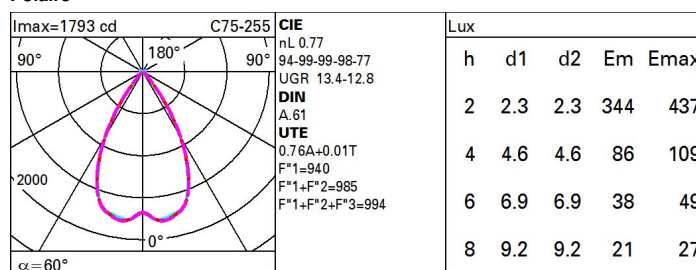 Imax=1793 cd C75-255
90° 180° 90°
2000
0°
α=60°
CIE
nL 0.77
94-99-99-98-77
UGR 13.4-12.8
DIN
A.61
UTE
0.76A+0.01T
F"1=940
F"1+F"2=985
F"1+F"2+F"3=994
Lux
h d1 d2 Em Emax
2 2.3 2.3 344 437
4 4.6 4.6 86 109
6 6.9 6.9 38 49
8 9.2 9.2 21 27